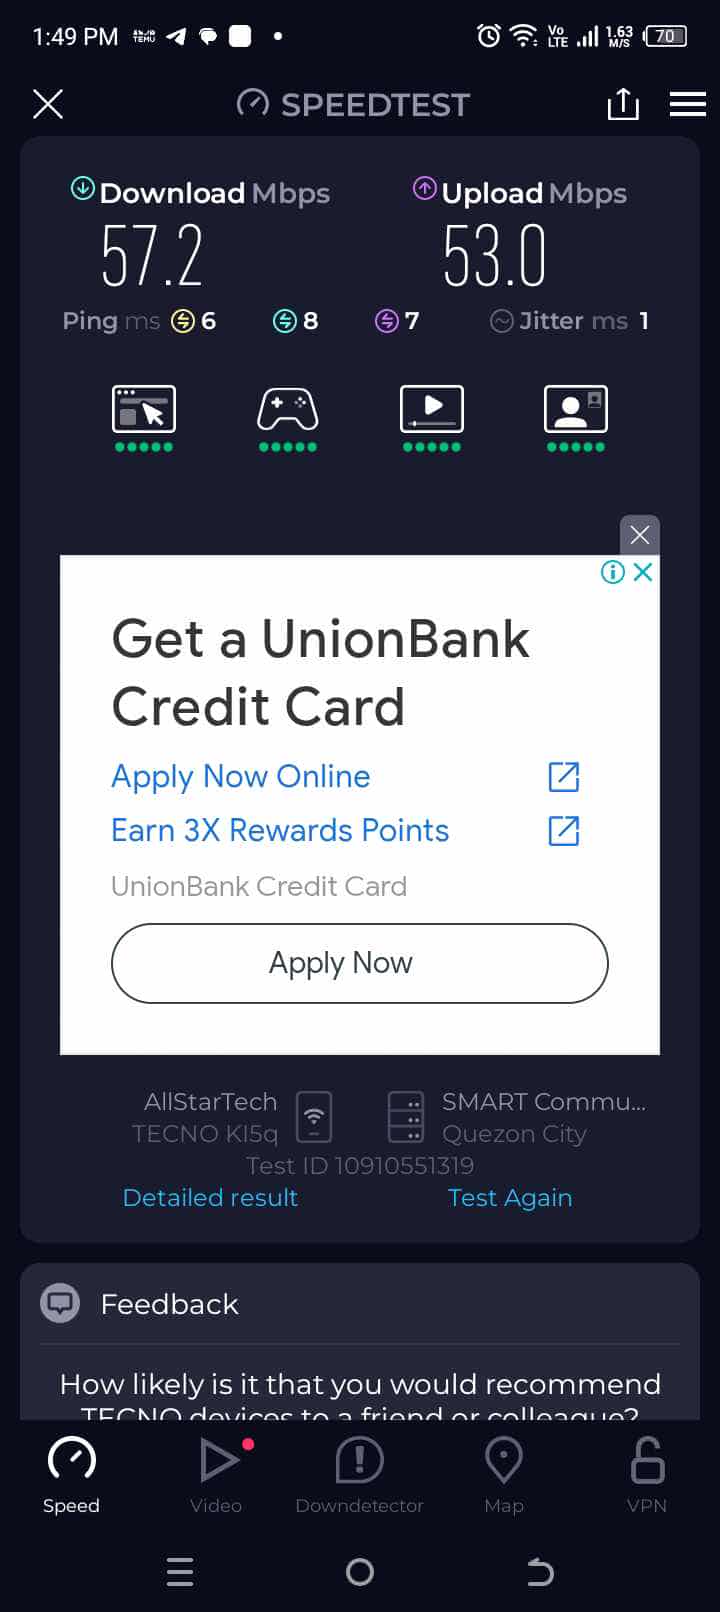 1:49 PM TEMU Vo LTE 1.63 M/S 70
SPEEDTEST
Download Mbps Upload Mbps
57.2 53.0
Ping ms 6 8 7 Jitter ms 1
Get a UnionBank
Credit Card
Apply Now Online
Earn 3X Rewards Points
UnionBank Credit Card
Apply Now
AllStarTech SMART Commu...
TECNO KI5q Quezon City
Test ID 10910551319
Detailed result Test Again
Feedback
How likely is it that you would recommend
TECNO devices to a friend or colleague?
Speed Video Downdetector Map VPN